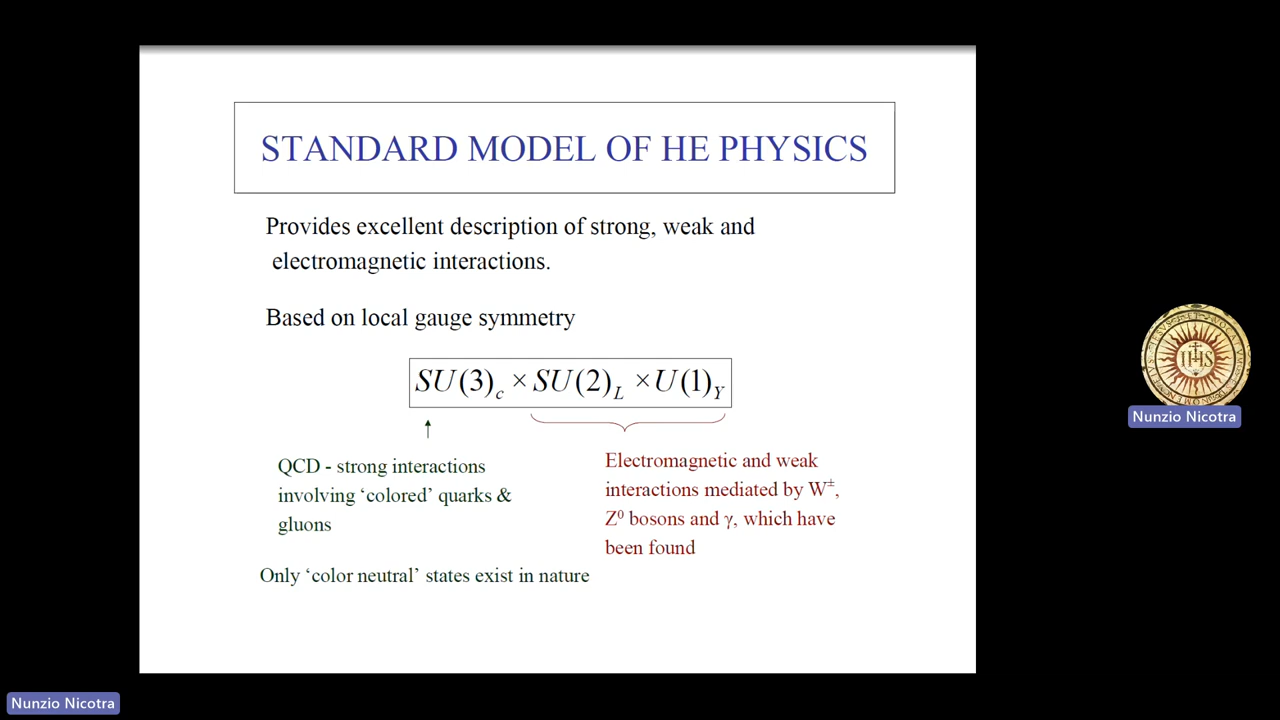 STANDARD MODEL OF HE PHYSICS
Provides excellent description of strong, weak and
electromagnetic interactions.
Based on local gauge symmetry
SU(3)c × SU(2)L × U(1)Y
QCD - strong interactions
involving ‘colored’ quarks &
gluons
Electromagnetic and weak
interactions mediated by W±,
Z⁰ bosons and γ, which have
been found
Only ‘color neutral’ states exist in nature
IHS
Nunzio Nicotra
Nunzio Nicotra